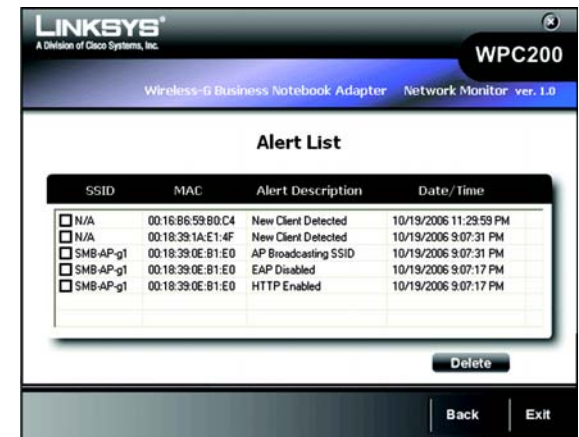 LINKSYS®
A Division of Cisco Systems, Inc.
WPC200
Wireless-G Business Notebook Adapter Network Monitor ver. 1.0
Alert List
SSID MAC Alert Description Date/Time
N/A 00:16:B6:59:B0:C4 New Client Detected 10/19/2006 11:29:59 PM
N/A 00:18:39:1A:E1:4F New Client Detected 10/19/2006 9:07:31 PM
SMB-AP-g1 00:18:39:0E:B1:E0 AP Broadcasting SSID 10/19/2006 9:07:31 PM
SMB-AP-g1 00:18:39:0E:B1:E0 EAP Disabled 10/19/2006 9:07:17 PM
SMB-AP-g1 00:18:39:0E:B1:E0 HTTP Enabled 10/19/2006 9:07:17 PM
Delete
Back Exit